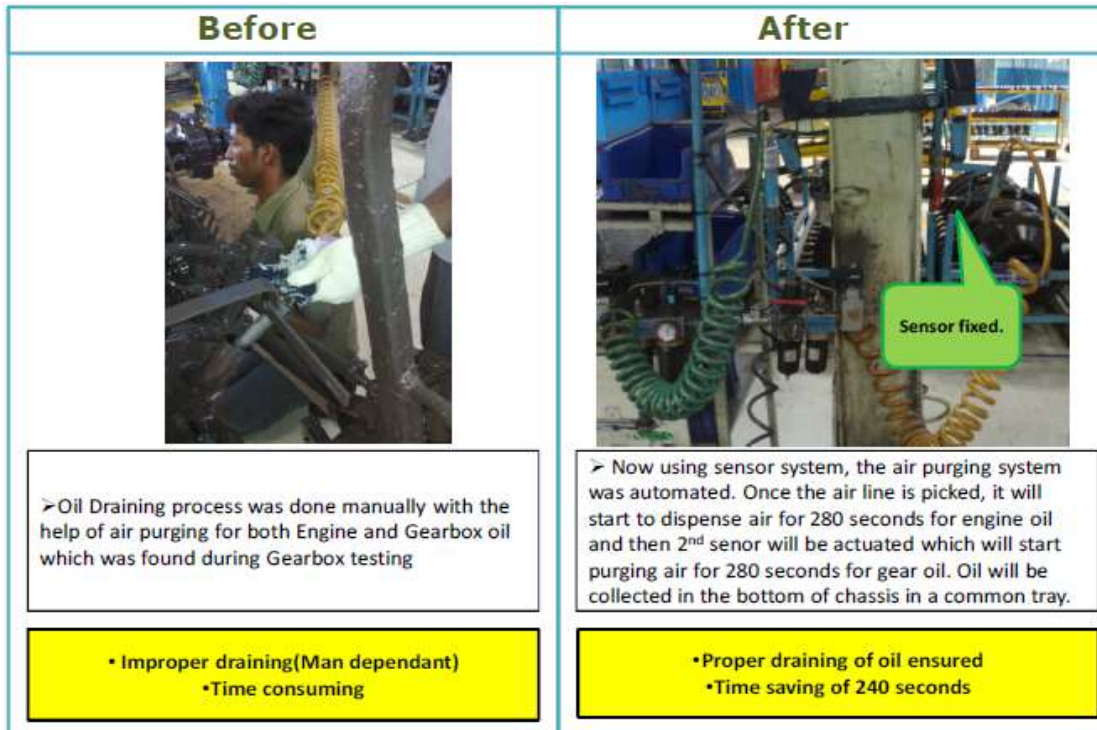 Before
After
Sensor fixed.
➢Oil Draining process was done manually with the
help of air purging for both Engine and Gearbox oil
which was found during Gearbox testing
➢ Now using sensor system, the air purging system
was automated. Once the air line is picked, it will
start to dispense air for 280 seconds for engine oil
and then 2nd senor will be actuated which will start
purging air for 280 seconds for gear oil. Oil will be
collected in the bottom of chassis in a common tray.
• Improper draining(Man dependant)
•Time consuming
•Proper draining of oil ensured
•Time saving of 240 seconds